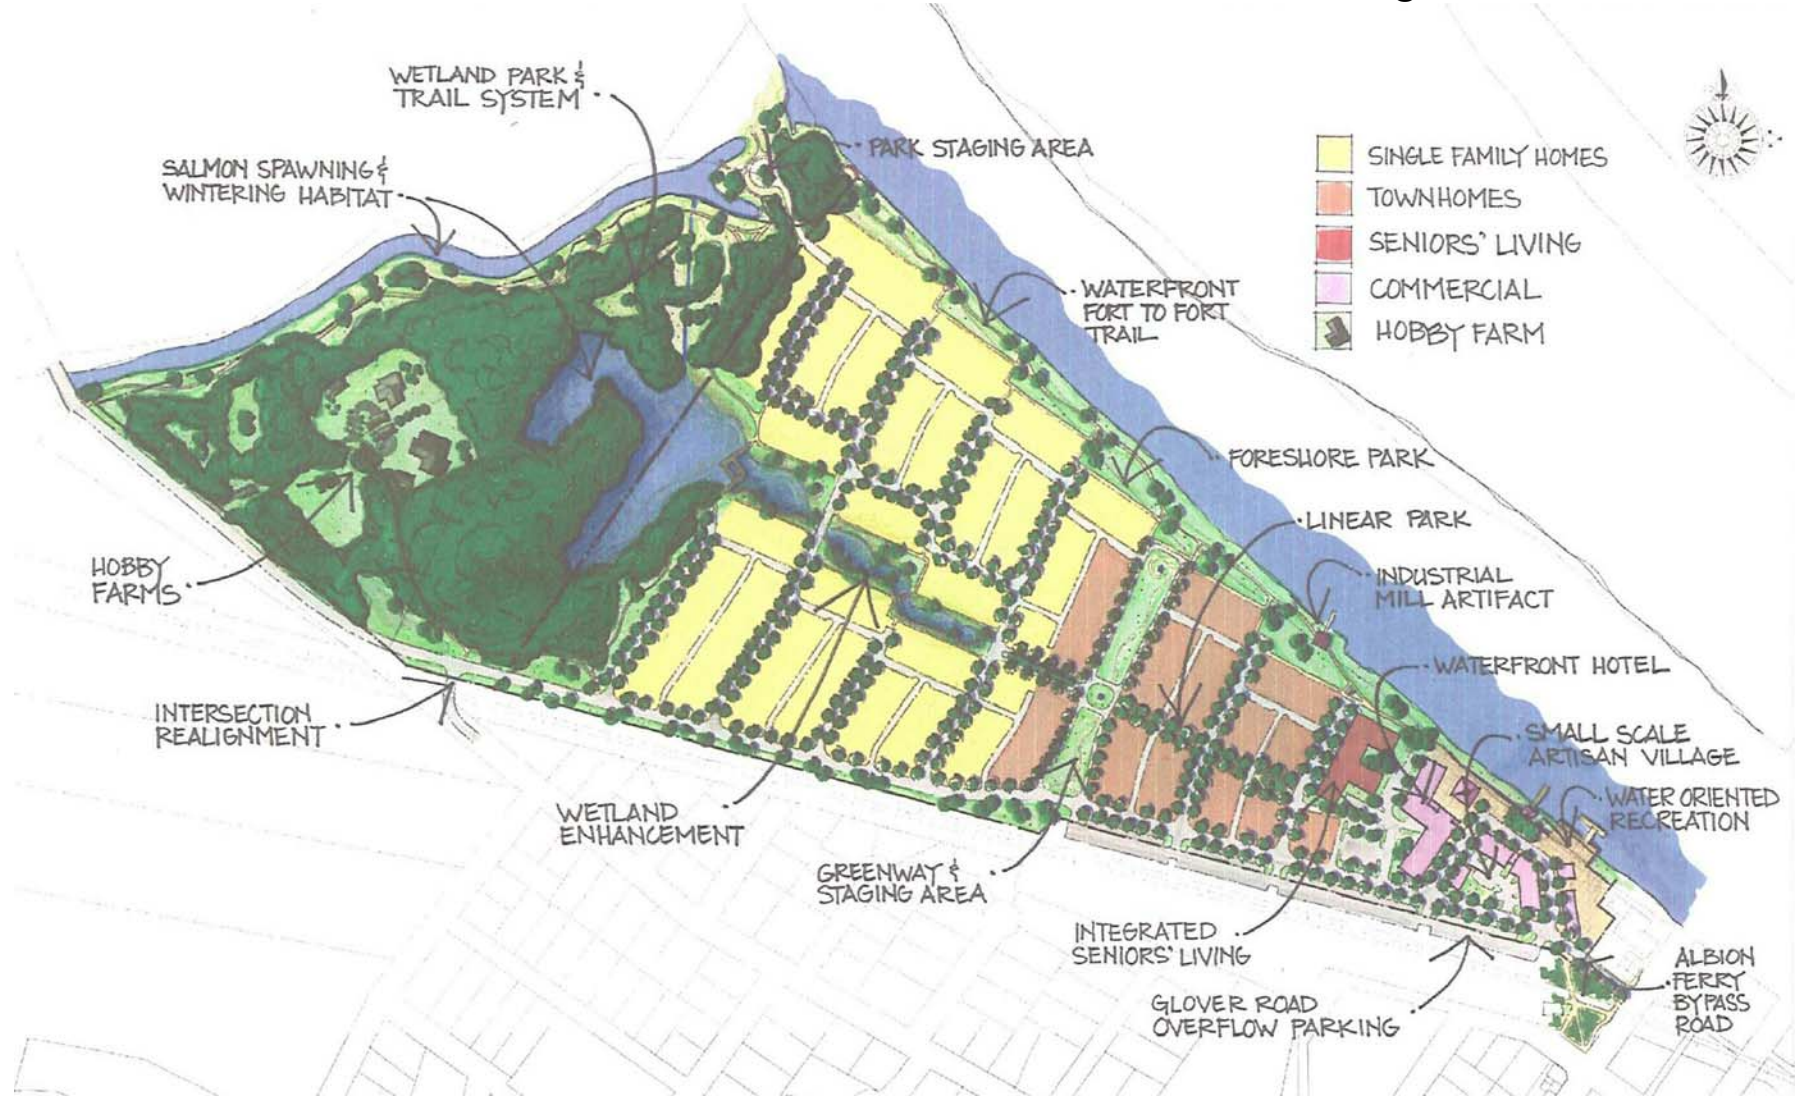 WETLAND PARK &
TRAIL SYSTEM
SALMON SPAWNING &
WINTERING HABITAT
PARK STAGING AREA
SINGLE FAMILY HOMES
TOWNHOMES
SENIORS' LIVING
COMMERCIAL
HOBBY FARM
WATERFRONT
FORT TO FORT
TRAIL
FORESHORE PARK
LINEAR PARK
INDUSTRIAL
MILL ARTIFACT
WATERFRONT HOTEL
SMALL SCALE
ARTISAN VILLAGE
WATER ORIENTED
RECREATION
HOBBY
FARMS
INTERSECTION
REALIGNMENT
WETLAND
ENHANCEMENT
GREENWAY &
STAGING AREA
INTEGRATED
SENIORS' LIVING
GLOVER ROAD
OVERFLOW PARKING
ALBION
FERRY
BYPASS
ROAD